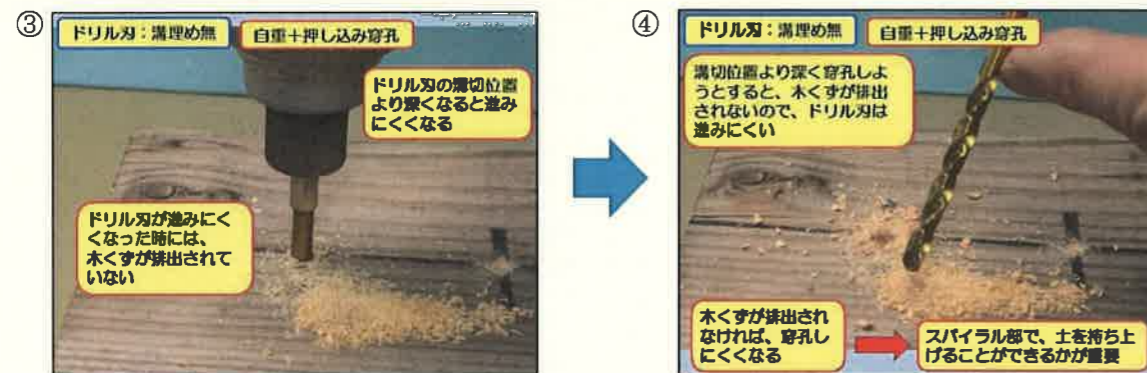 ③
ドリル刃：溝埋め無
自重＋押し込み穿孔
ドリル刃の溝切位置
より深くなると進み
にくくなる
ドリル刃が進みにく
くなった時には、
木くずが排出されて
いない
④
ドリル刃：溝埋め無
自重＋押し込み穿孔
溝切位置より深く穿孔しよ
うとすると、木くずが排出
されないので、ドリル刃は
進みにくい
木くずが排出され
なければ、穿孔し
にくくなる
スパイラル部で、土を持ち上
げることができるかが重要